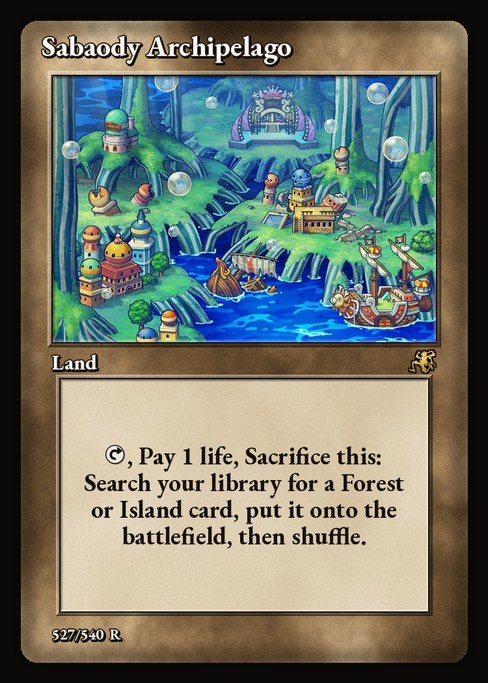 Sabaody Archipelago
Land
, Pay 1 life, Sacrifice this:
Search your library for a Forest
or Island card, put it onto the
battlefield, then shuffle.
527/540 R